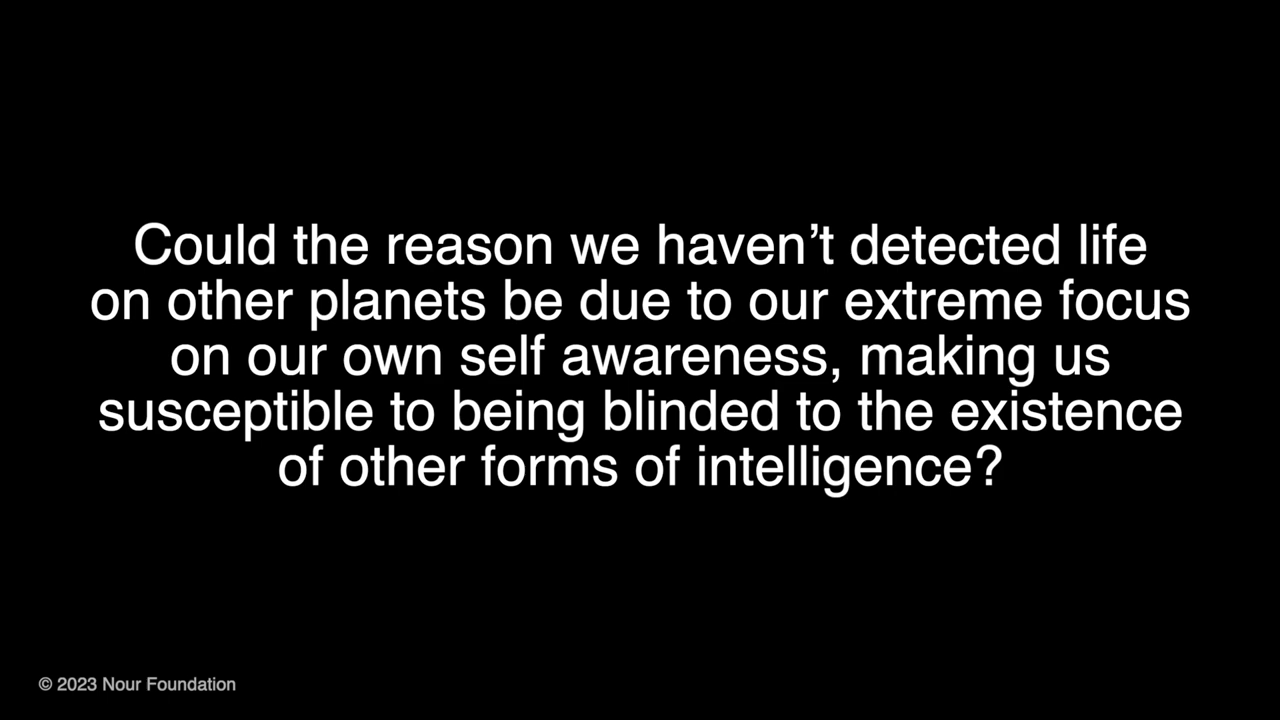 Could the reason we haven’t detected life
on other planets be due to our extreme focus
on our own self awareness, making us
susceptible to being blinded to the existence
of other forms of intelligence?
© 2023 Nour Foundation